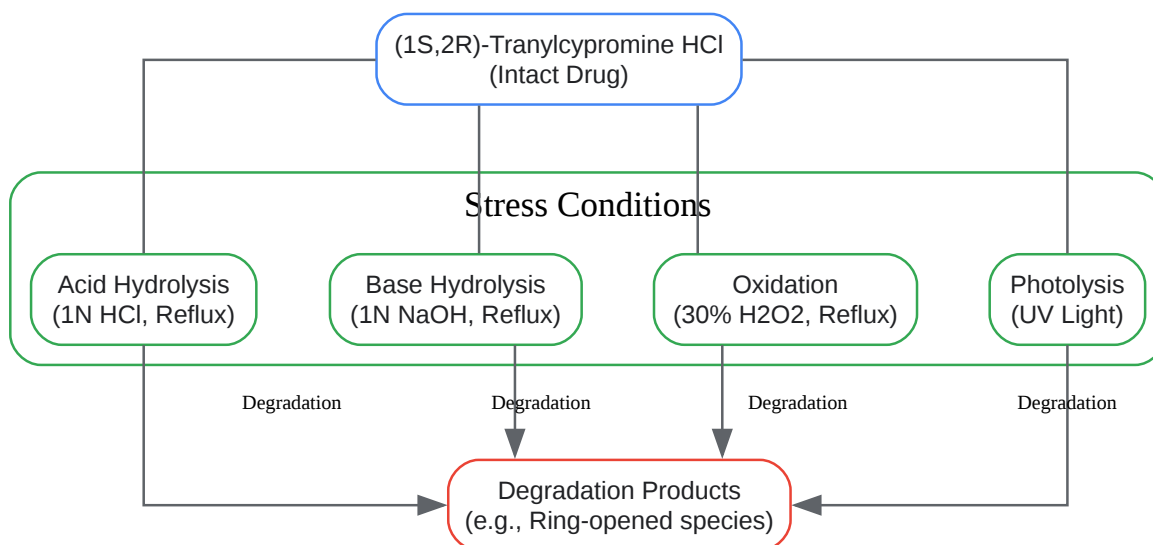 (1S,2R)-Tranylcypromine HCl
(Intact Drug)
Stress Conditions
Acid Hydrolysis
(1N HCl, Reflux)
Base Hydrolysis
(1N NaOH, Reflux)
Oxidation
(30% H2O2, Reflux)
Photolysis
(UV Light)
Degradation
Degradation
Degradation
Degradation
Degradation Products
(e.g., Ring-opened species)